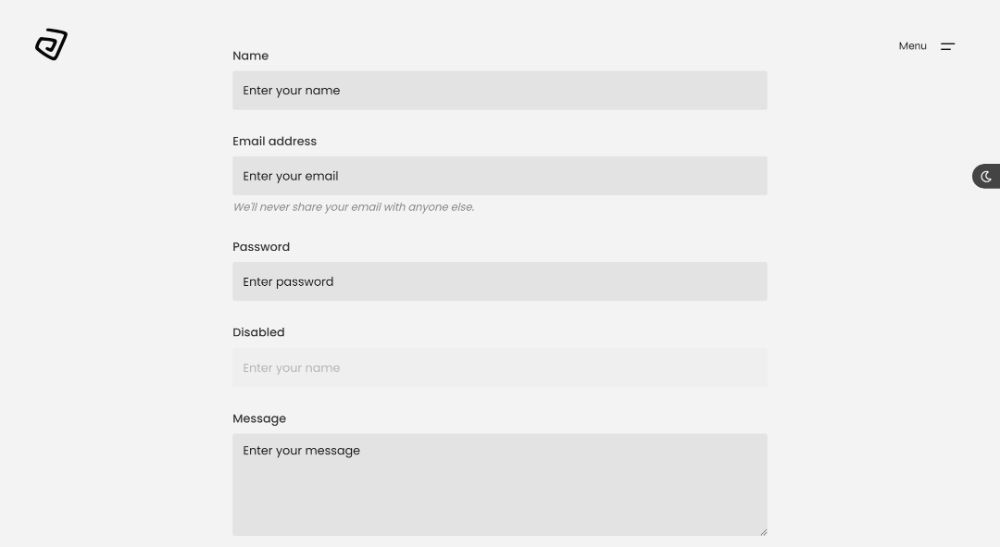 Menu
Name
Enter your name
Email address
Enter your email
We'll never share your email with anyone else.
Password
Enter password
Disabled
Enter your name
Message
Enter your message